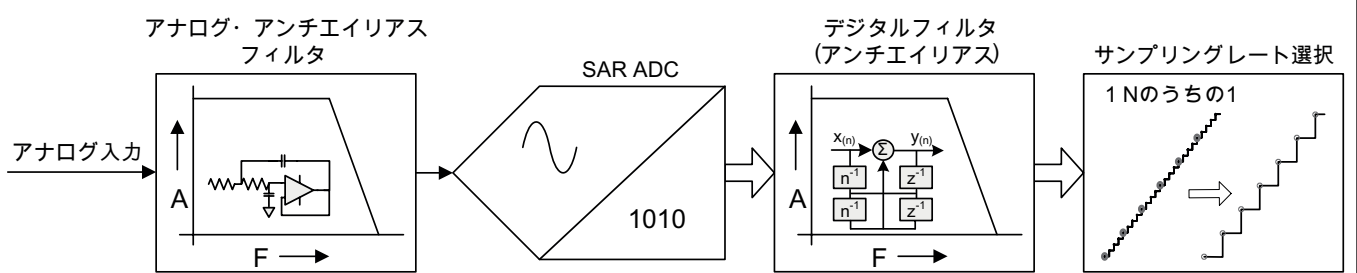 アナログ・アンチエイリアス
フィルタ
アナログ入力
A
F
SAR ADC
1010
デジタルフィルタ
(アンチエイリアス)
x(n)
Σ
y(n)
n-1
z-1
n-1
z-1
A
F
サンプリングレート選択
1 Nのうちの1